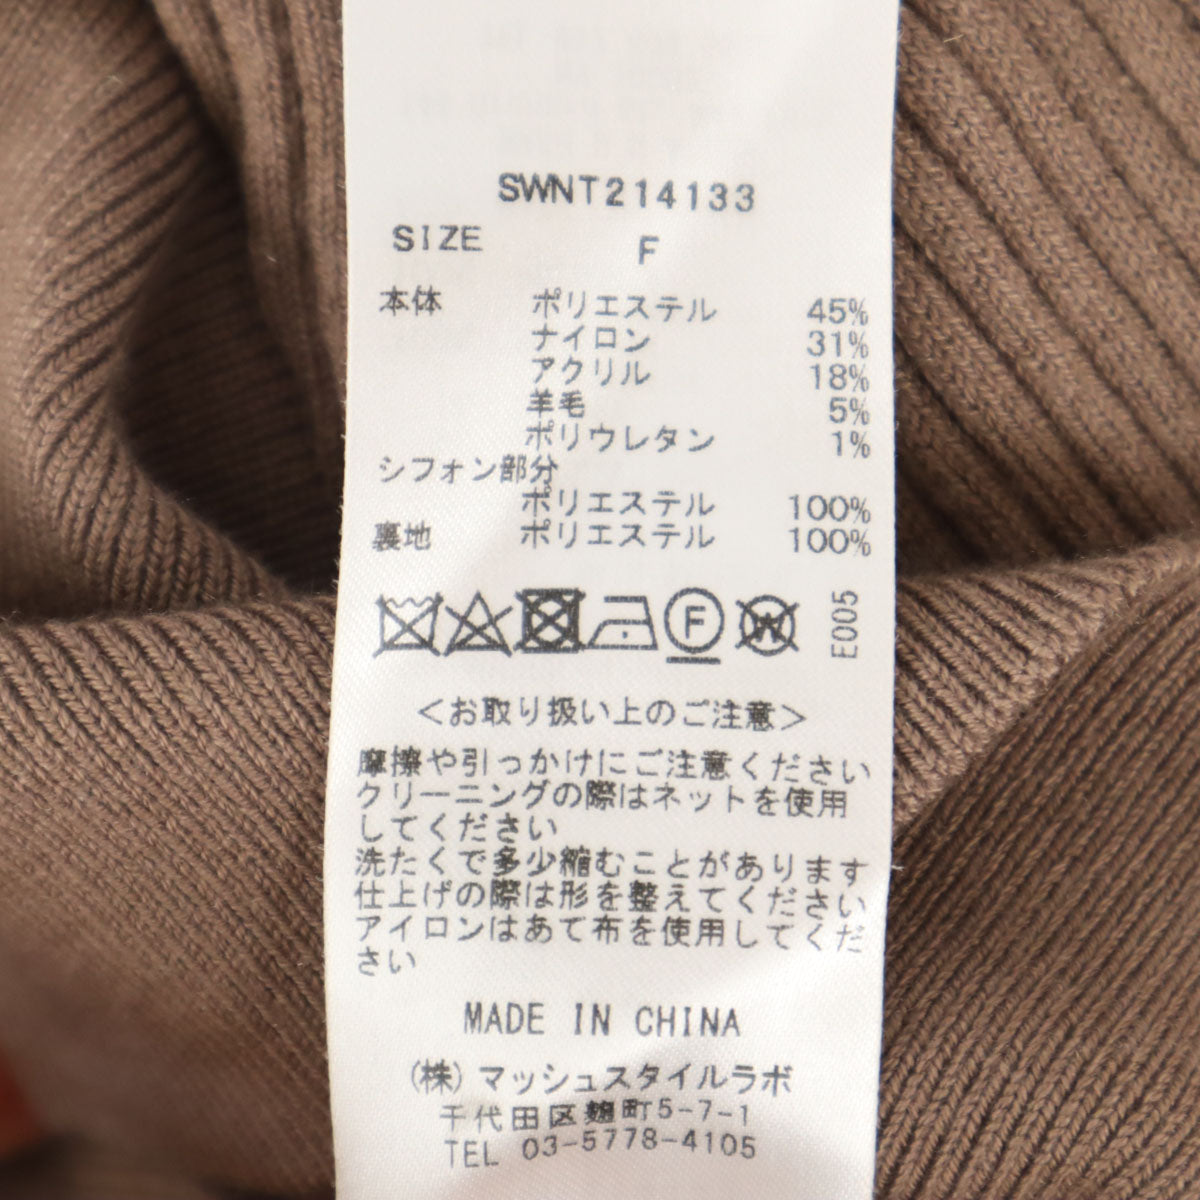 SWNT214133
SIZE F
本体 ポリエステル 45%
ナイロン 31%
アクリル 18%
羊毛 5%
ポリウレタン 1%
シフォン部分
ポリエステル 100%
裏地 ポリエステル 100%
F W E005
<お取り扱い上のご注意>
摩擦や引っかけにご注意ください
クリーニングの際はネットを使用
してください
洗たくで多少縮むことがあります
仕上げの際は形を整えてください
アイロンはあて布を使用してくだ
さい
MADE IN CHINA
(株)マッシュスタイルラボ
千代田区麹町5-7-1
TEL 03-5778-4105